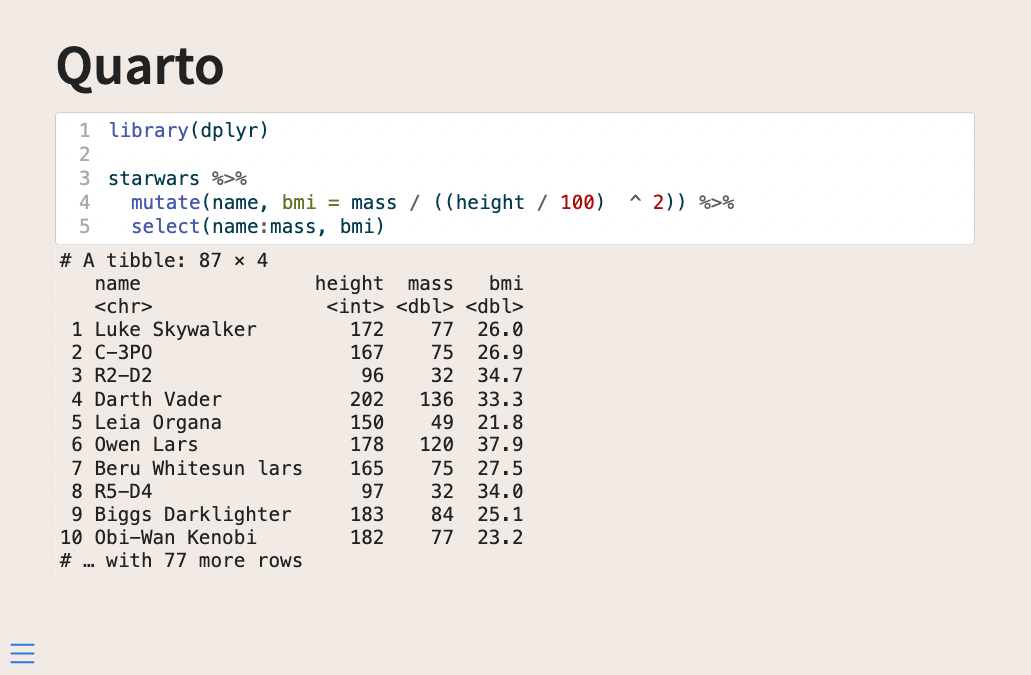 Quarto
1 library(dplyr)
2
3 starwars %>%
4   mutate(name, bmi = mass / ((height / 100)  ^ 2)) %>%
5   select(name:mass, bmi)
# A tibble: 87 × 4
   name               height  mass   bmi
   <chr>               <int> <dbl> <dbl>
 1 Luke Skywalker        172    77  26.0
 2 C-3PO                 167    75  26.9
 3 R2-D2                  96    32  34.7
 4 Darth Vader           202   136  33.3
 5 Leia Organa           150    49  21.8
 6 Owen Lars             178   120  37.9
 7 Beru Whitesun lars    165    75  27.5
 8 R5-D4                  97    32  34.0
 9 Biggs Darklighter     183    84  25.1
10 Obi-Wan Kenobi        182    77  23.2
# … with 77 more rows